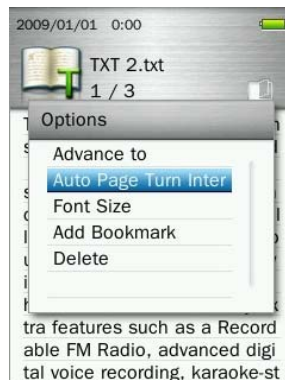 2009/01/01 0:00
TXT 2.txt
1 / 3
Options
Advance to
Auto Page Turn Inter
Font Size
Add Bookmark
Delete
tra features such as a Record
able FM Radio, advanced digi
tal voice recording, karaoke-st